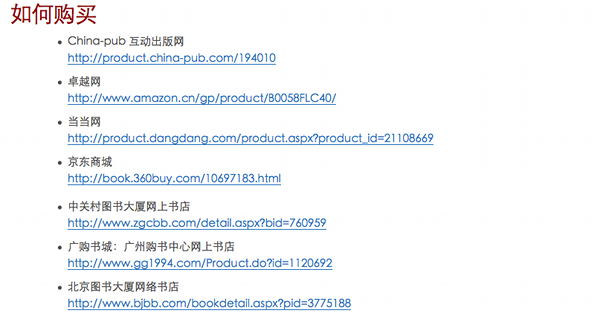 如何购买
China-pub 互动出版网
http://product.china-pub.com/194010
卓越网
http://www.amazon.cn/gp/product/B0058FLC40/
当当网
http://product.dangdang.com/product.aspx?product_id=21108669
京东商城
http://book.360buy.com/10697183.html
中关村图书大厦网上书店
http://www.zgcbb.com/detail.aspx?bid=760959
广购书城：广州购书中心网上书店
http://www.gg1994.com/Product.do?id=1120692
北京图书大厦网络书店
http://www.bjbb.com/bookdetail.aspx?pid=3775188